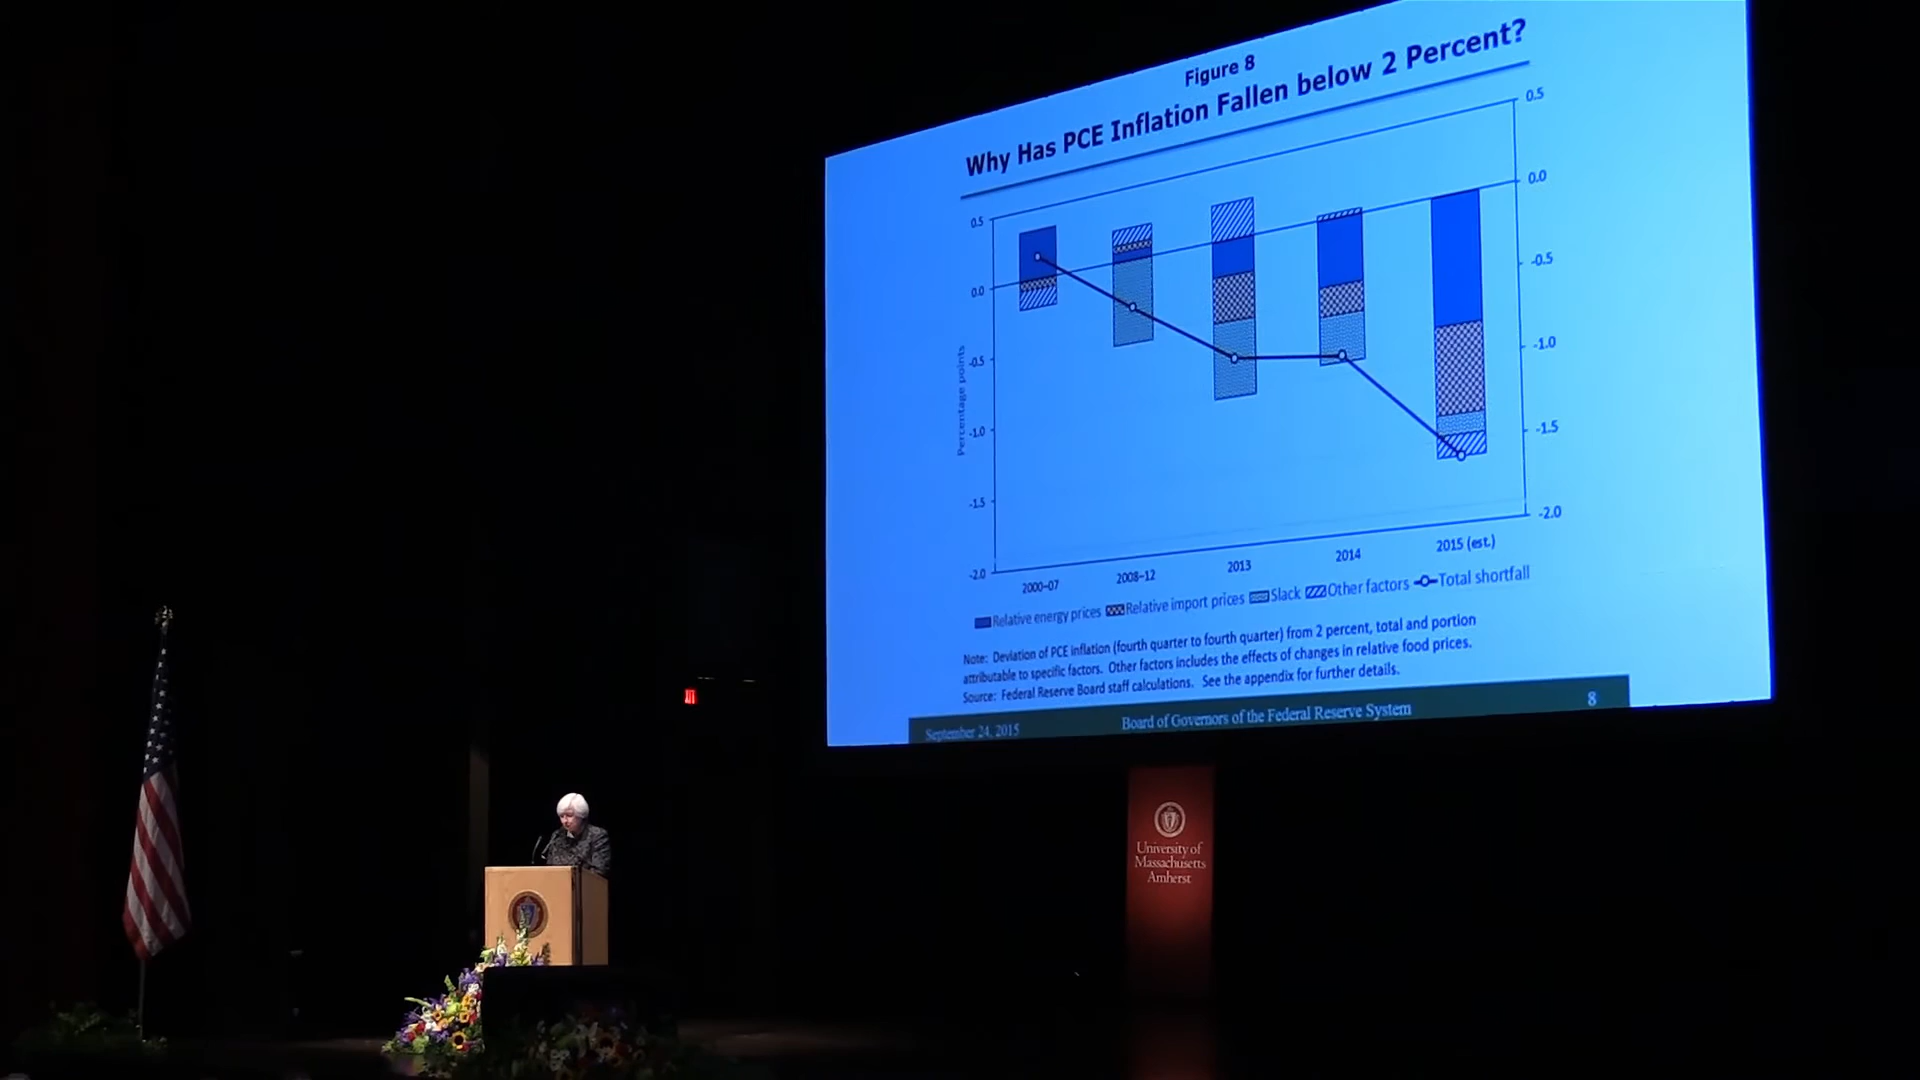 Figure 8
Why Has PCE Inflation Fallen below 2 Percent?
0.5
0.0
-0.5
-1.0
-1.5
-2.0
Percentage points
0.5
0.0
-0.5
-1.0
-1.5
-2.0
2000–07
2008–12
2013
2014
2015 (est.)
Relative energy prices Relative import prices Slack Other factors Total shortfall
Note: Deviation of PCE inflation (fourth quarter to fourth quarter) from 2 percent, total and portion
attributable to specific factors. Other factors includes the effects of changes in relative food prices.
Source: Federal Reserve Board staff calculations. See the appendix for further details.
September 24, 2015 Board of Governors of the Federal Reserve System 8
University of
Massachusetts
Amherst